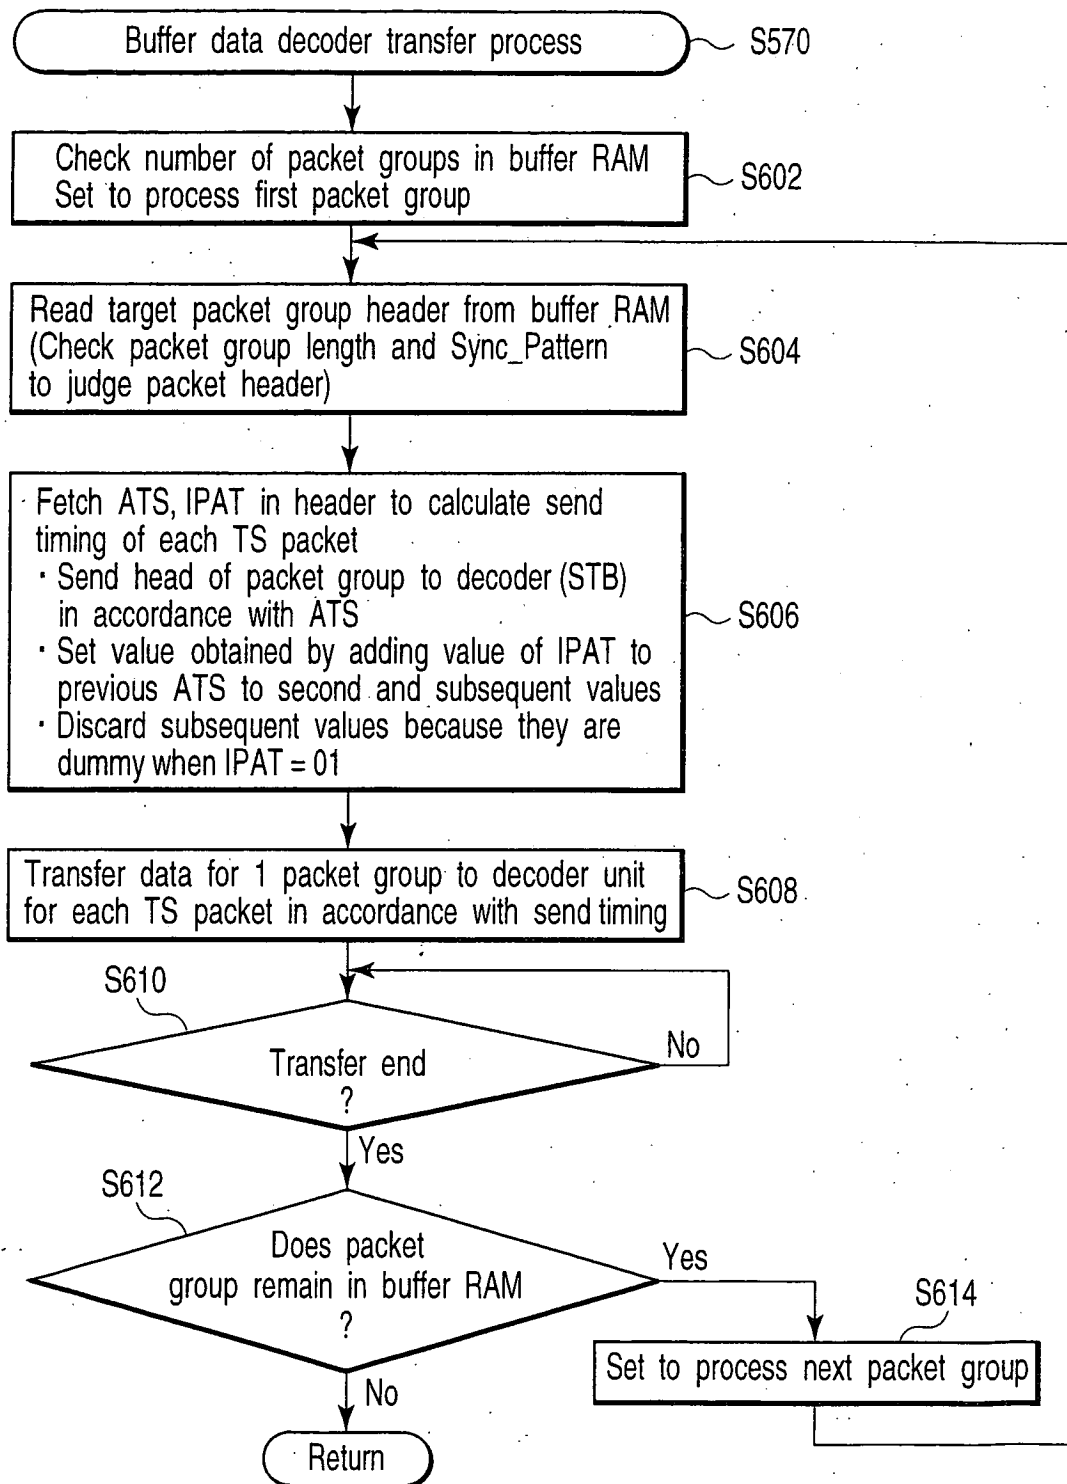 Buffer data decoder transfer process
S570
Check number of packet groups in buffer RAM
Set to process first packet group
S602
Read target packet group header from buffer RAM
(Check packet group length and Sync_Pattern
to judge packet header)
S604
Fetch ATS, IPAT in header to calculate send
timing of each TS packet
· Send head of packet group to decoder (STB)
in accordance with ATS
· Set value obtained by adding value of IPAT to
previous ATS to second and subsequent values
· Discard subsequent values because they are
dummy when IPAT = 01
S606
Transfer data for 1 packet group to decoder unit
for each TS packet in accordance with send timing
S608
S610
Transfer end
?
No
Yes
S612
Does packet
group remain in buffer RAM
?
Yes
S614
Set to process next packet group
No
Return